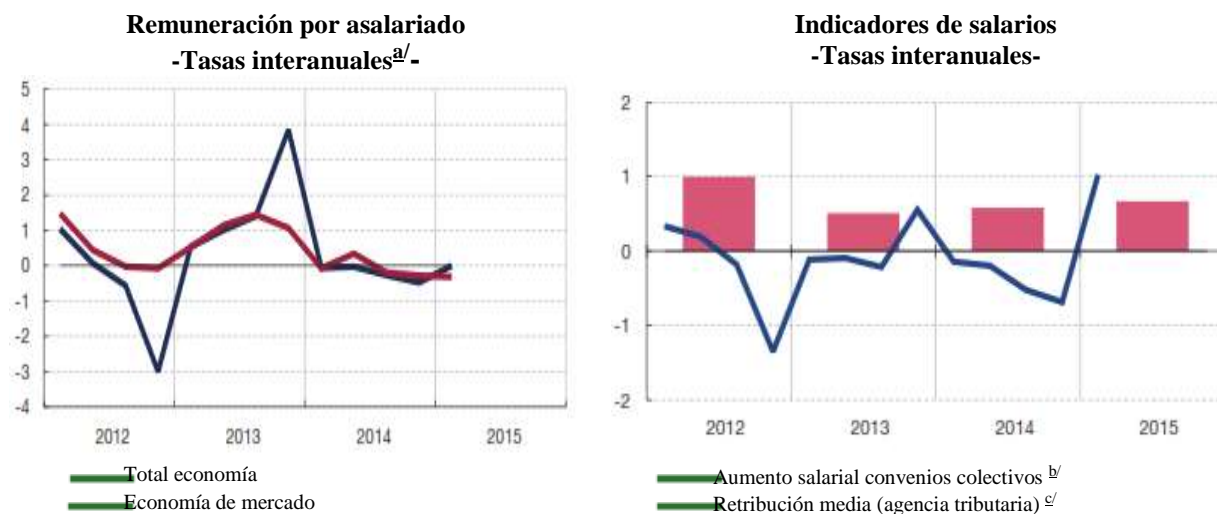 Remuneración por asalariado
-Tasas interanuales a/-
5
4
3
2
1
0
-1
-2
-3
-4
2012 2013 2014 2015
Total economía
Economía de mercado
Indicadores de salarios
-Tasas interanuales-
2
1
0
-1
-2
2012 2013 2014 2015
Aumento salarial convenios colectivos b/
Retribución media (agencia tributaria) c/